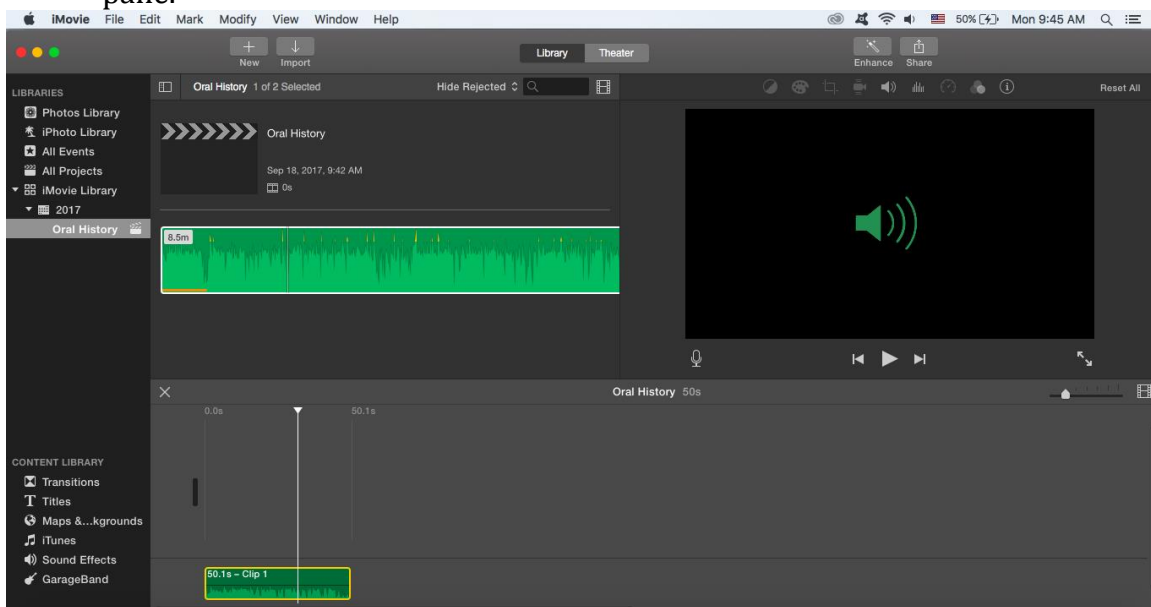 pane.
iMovie File Edit Mark Modify View Window Help 50% Mon 9:45 AM
New Import Library Theater Enhance Share
LIBRARIES
Photos Library
iPhoto Library
All Events
All Projects
iMovie Library
2017
Oral History
Oral History 1 of 2 Selected Hide Rejected
Reset All
Oral History
Sep 18, 2017, 9:42 AM
0s
8.5m
Oral History 50s
0.0s 50.1s
50.1s – Clip 1
CONTENT LIBRARY
Transitions
T Titles
Maps &...kgrounds
iTunes
Sound Effects
GarageBand